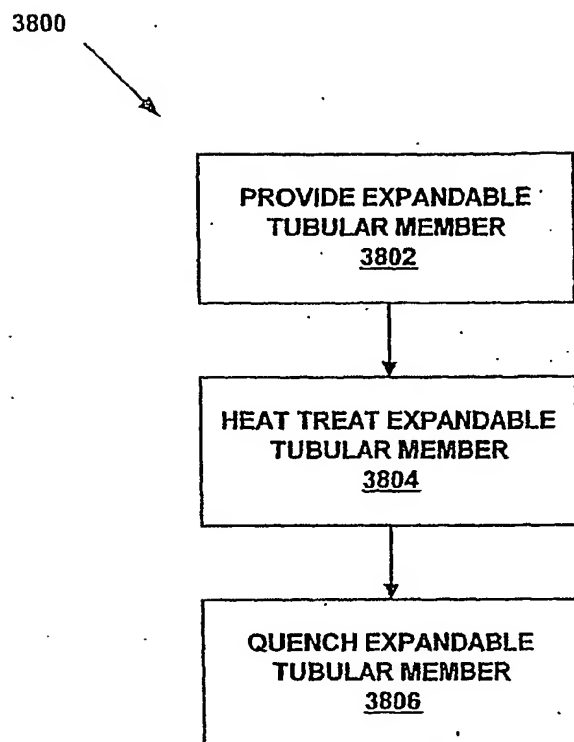 3800
PROVIDE EXPANDABLE
TUBULAR MEMBER
3802
HEAT TREAT EXPANDABLE
TUBULAR MEMBER
3804
QUENCH EXPANDABLE
TUBULAR MEMBER
3806